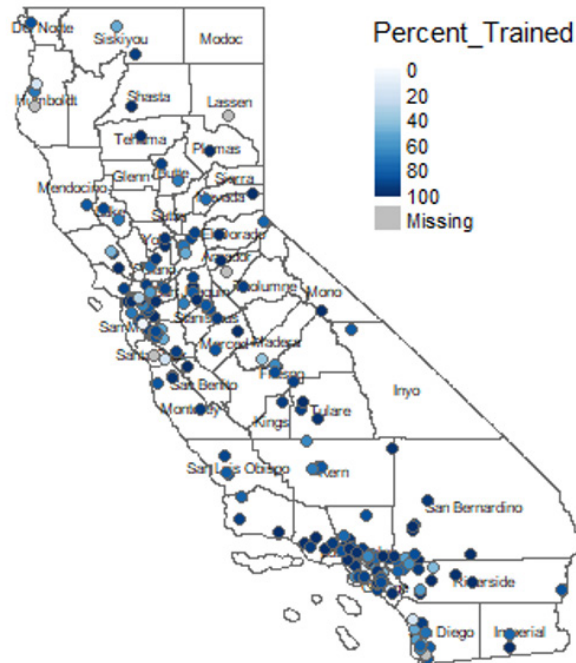 Percent_Trained
0
20
40
60
80
100
Missing
Del Norte
Siskiyou
Modoc
Humboldt
Shasta
Lassen
Tehama
Plumas
Mendocino
Glenn
Butte
Sierra
Nevada
Lake
Sutter
Yolo
El Dorado
Amador
Tuolumne
Mono
Stanislaus
Merced
Madera
Fresno
San Benito
Monterey
Kings
Tulare
Inyo
San Luis Obispo
Kern
San Bernardino
Riverside
Diego
Imperial